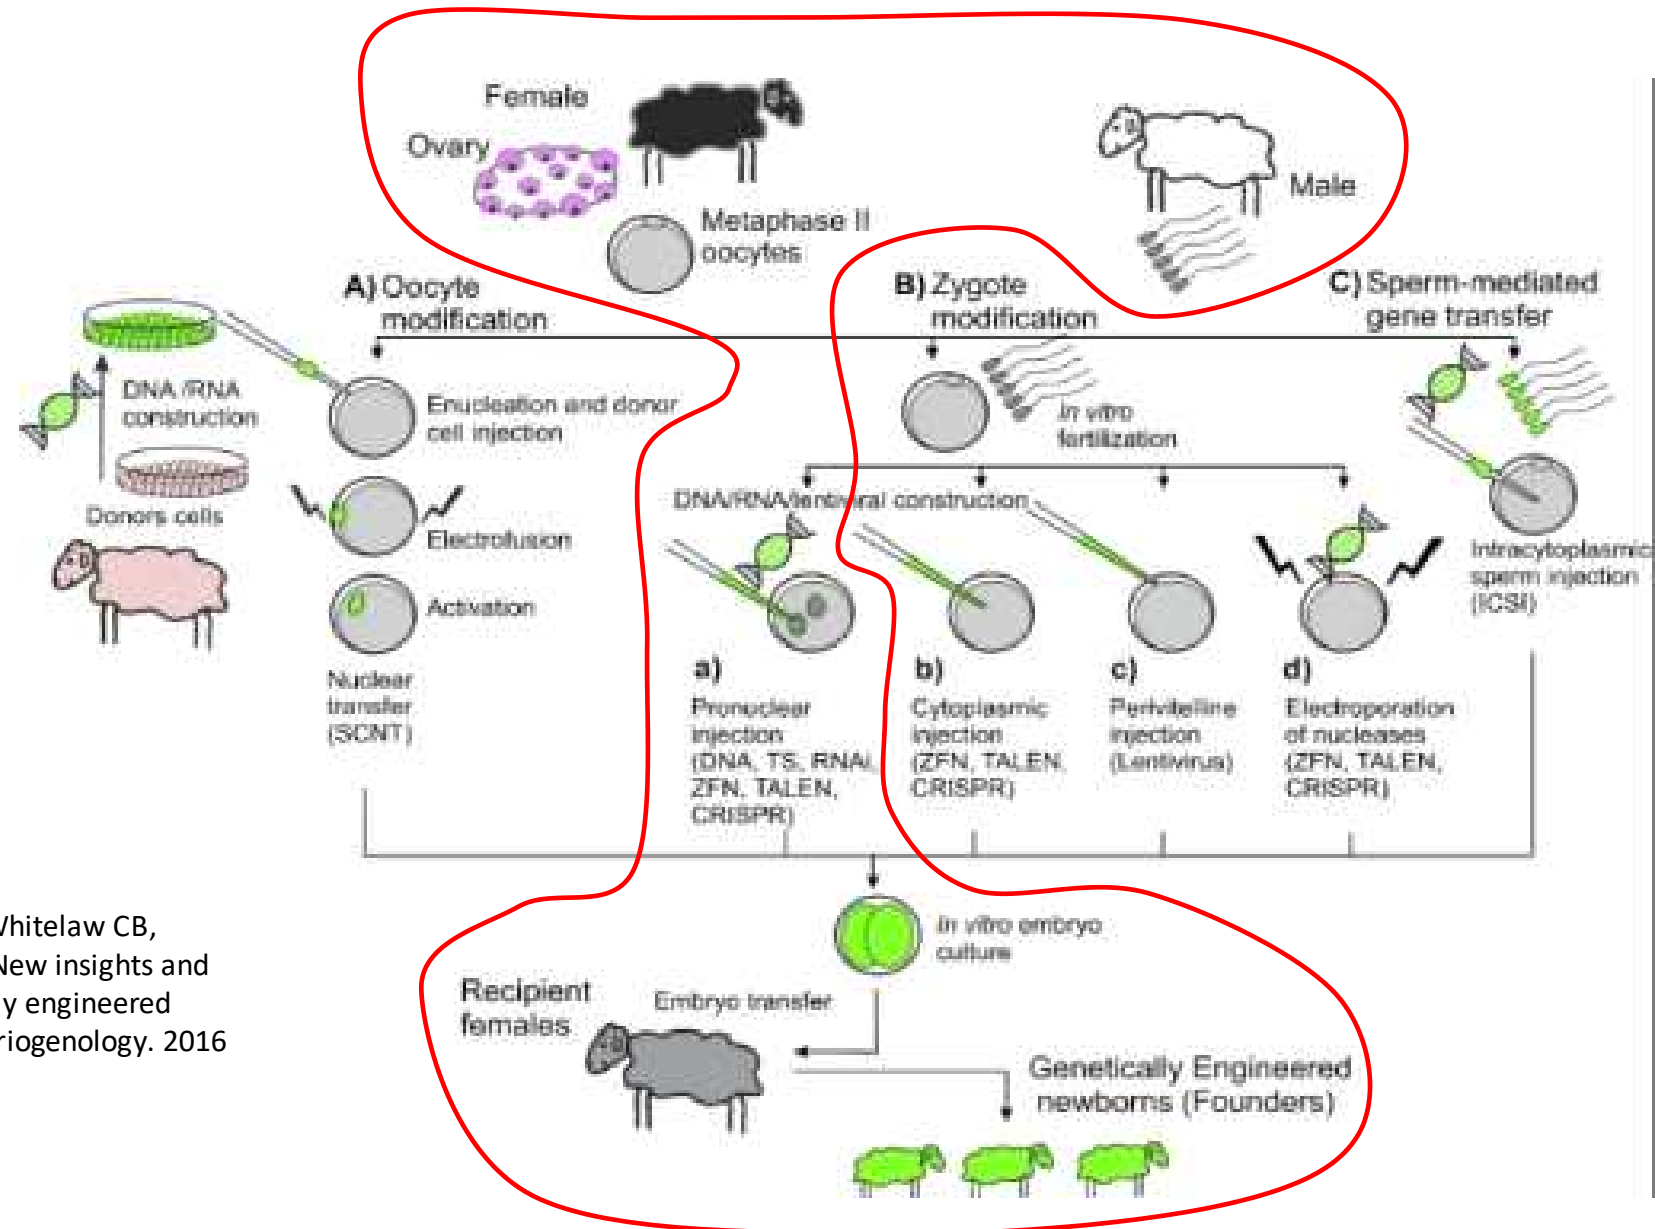 Female
Ovary
Metaphase II
oocytes
Male
A) Oocyte
modification
B) Zygote
modification
C) Sperm-mediated
gene transfer
DNA /RNA
construction
Donors cells
Enucleation and donor
cell injection
Electrofusion
Activation
Nuclear
transfer
(SCNT)
In vitro
fertilization
DNA/RNA/lentiviral construction
a)
Pronuclear
injection
(DNA, TS, RNAi,
ZFN, TALEN,
CRISPR)
b)
Cytoplasmic
injection
(ZFN, TALEN,
CRISPR)
c)
Perivitelline
injection
(Lentivirus)
d)
Electroporation
of nucleases
(ZFN, TALEN,
CRISPR)
Intracytoplasmic
sperm injection
(ICSI)
In vitro embryo
culture
Recipient
females
Embryo transfer
Genetically Engineered
newborns (Founders)
Whitelaw CB,
New insights and
y engineered
riogenology. 2016